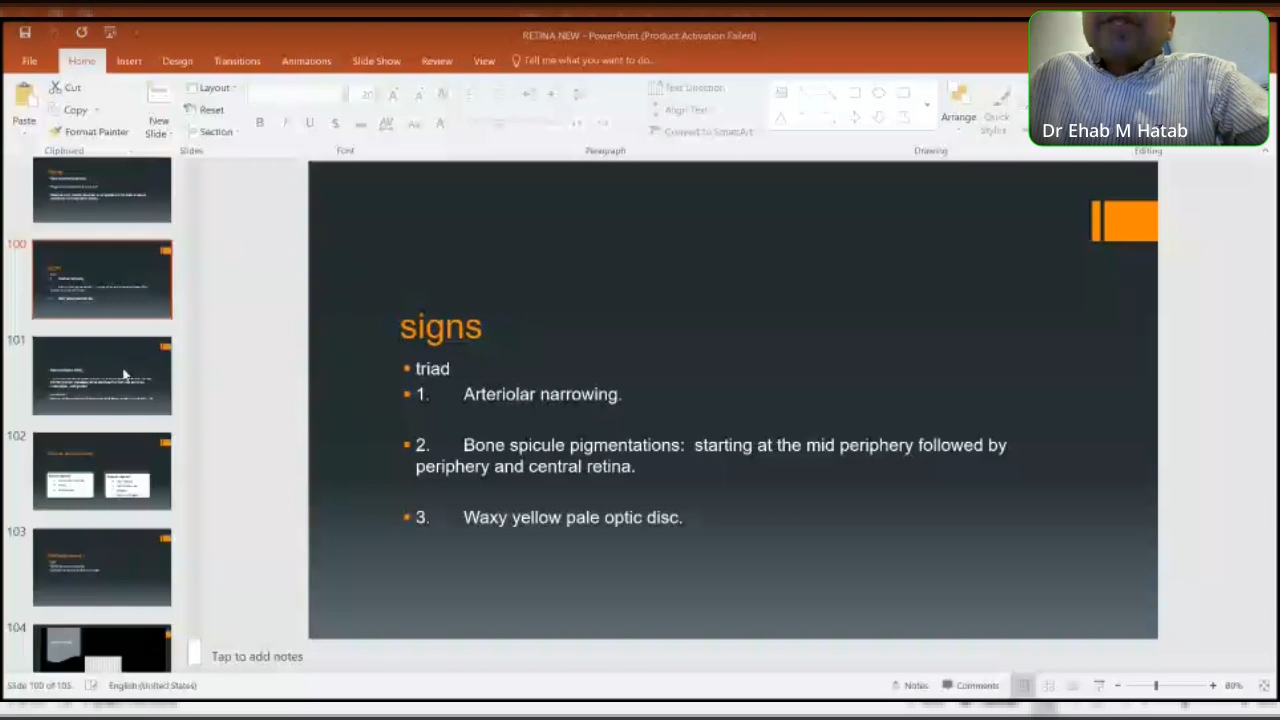 RETINA NEW - PowerPoint (Product Activation Failed)
File Home Insert Design Transitions Animations Slide Show Review View Tell me what you want to do...
Cut
Copy
Format Painter
Paste
Clipboard
New
Slide
Layout
Reset
Section
Slides
20
B I U S
Font
Text Direction
Align Text
Convert to SmartArt
Paragraph
Arrange
Quick
Styles
Drawing
Editing
Dr Ehab M Hatab
100
101
102
103
104
signs
triad
1. Arteriolar narrowing.
2. Bone spicule pigmentations: starting at the mid periphery followed by
periphery and central retina.
3. Waxy yellow pale optic disc.
Tap to add notes
Slide 100 of 105 English (United States) Notes Comments 80%